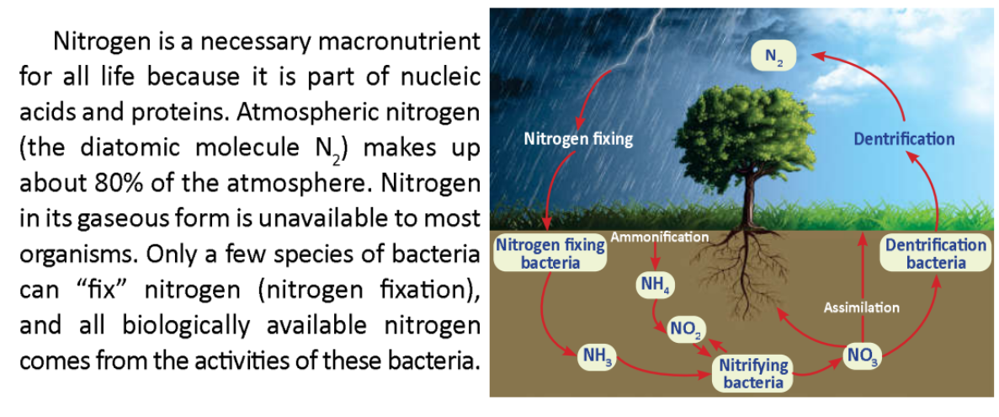 Nitrogen is a necessary macronutrient
for all life because it is part of nucleic
acids and proteins. Atmospheric nitrogen
(the diatomic molecule N₂) makes up
about 80% of the atmosphere. Nitrogen
in its gaseous form is unavailable to most
organisms. Only a few species of bacteria
can “fix” nitrogen (nitrogen fixation),
and all biologically available nitrogen
comes from the activities of these bacteria.
N₂
Nitrogen fixing
Dentrification
Nitrogen fixing
bacteria
Ammonification
Dentrification
bacteria
NH₄
Assimilation
NO₂
NH₃
NO₃
Nitrifying
bacteria